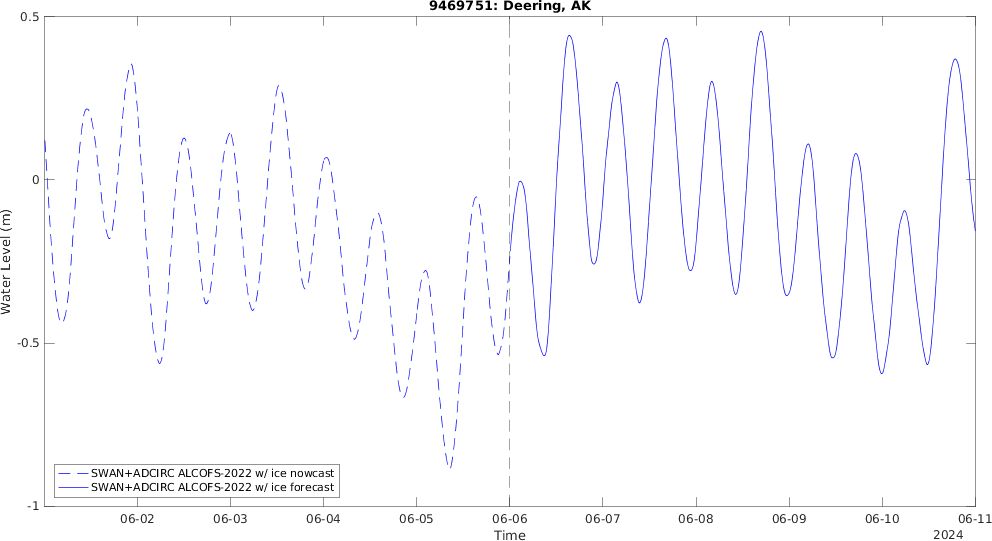 9469751: Deering, AK
0.5
0
-0.5
-1
Water Level (m)
SWAN+ADCIRC ALCOFS-2022 w/ ice nowcast
SWAN+ADCIRC ALCOFS-2022 w/ ice forecast
06-02 06-03 06-04 06-05 06-06 06-07 06-08 06-09 06-10 06-11
Time
2024